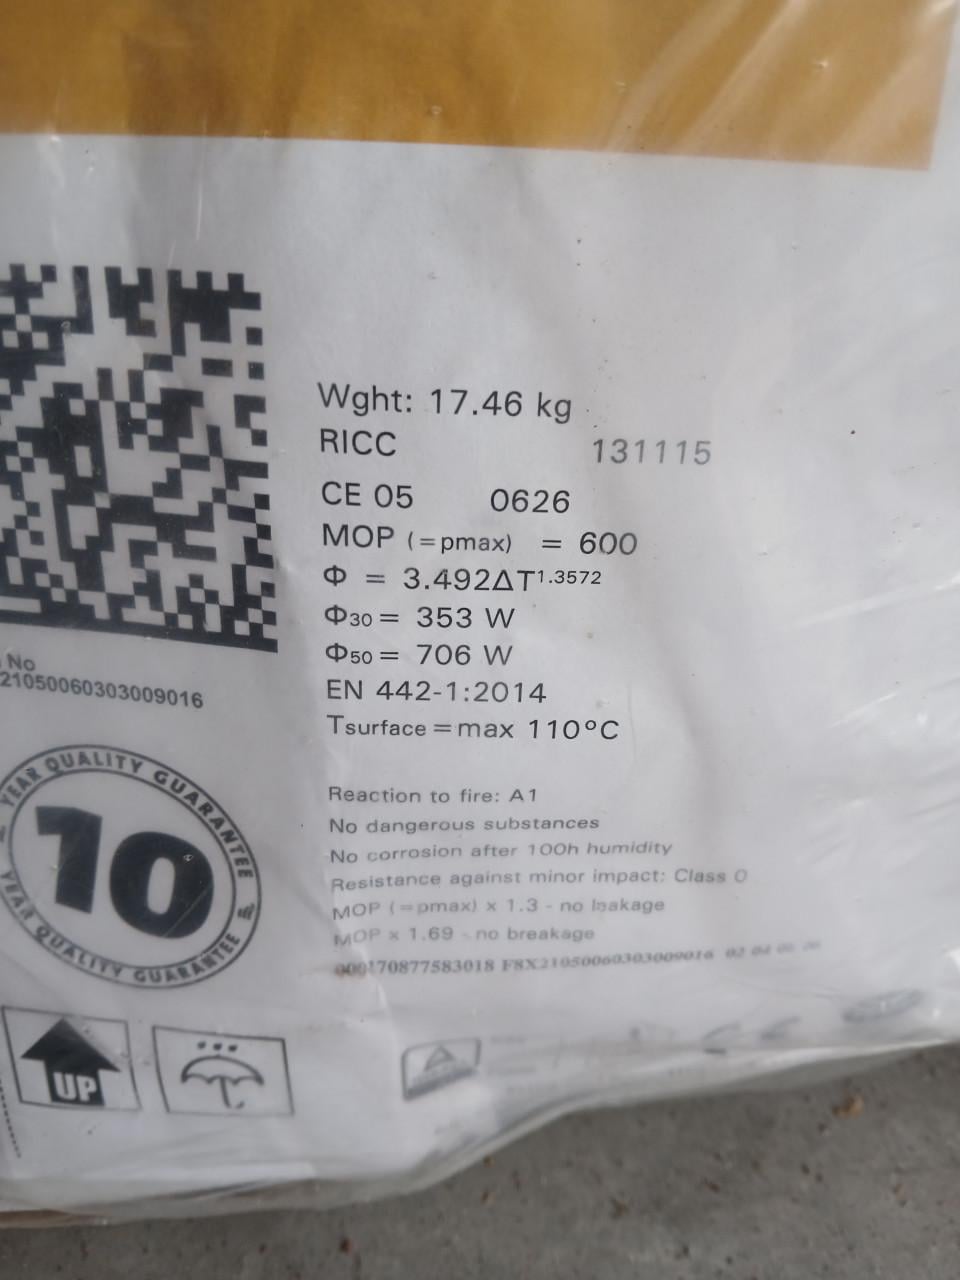 Wght: 17.46 kg
RICC 131115
CE 05 0626
MOP (=pmax) = 600
Φ = 3.492ΔT1.3572
Φ30= 353 W
Φ50= 706 W
EN 442-1:2014
Tsurface=max 110°C
No
21050060303009016
YEAR QUALITY GUARANTEE
10
YEAR QUALITY GUARANTEE
Reaction to fire: A1
No dangerous substances
No corrosion after 100h humidity
Resistance against minor impact: Class 0
MOP (=pmax) x 1.3 - no leakage
MOP x 1.69 - no breakage
000170877583018 F8X21050060303009016
UP